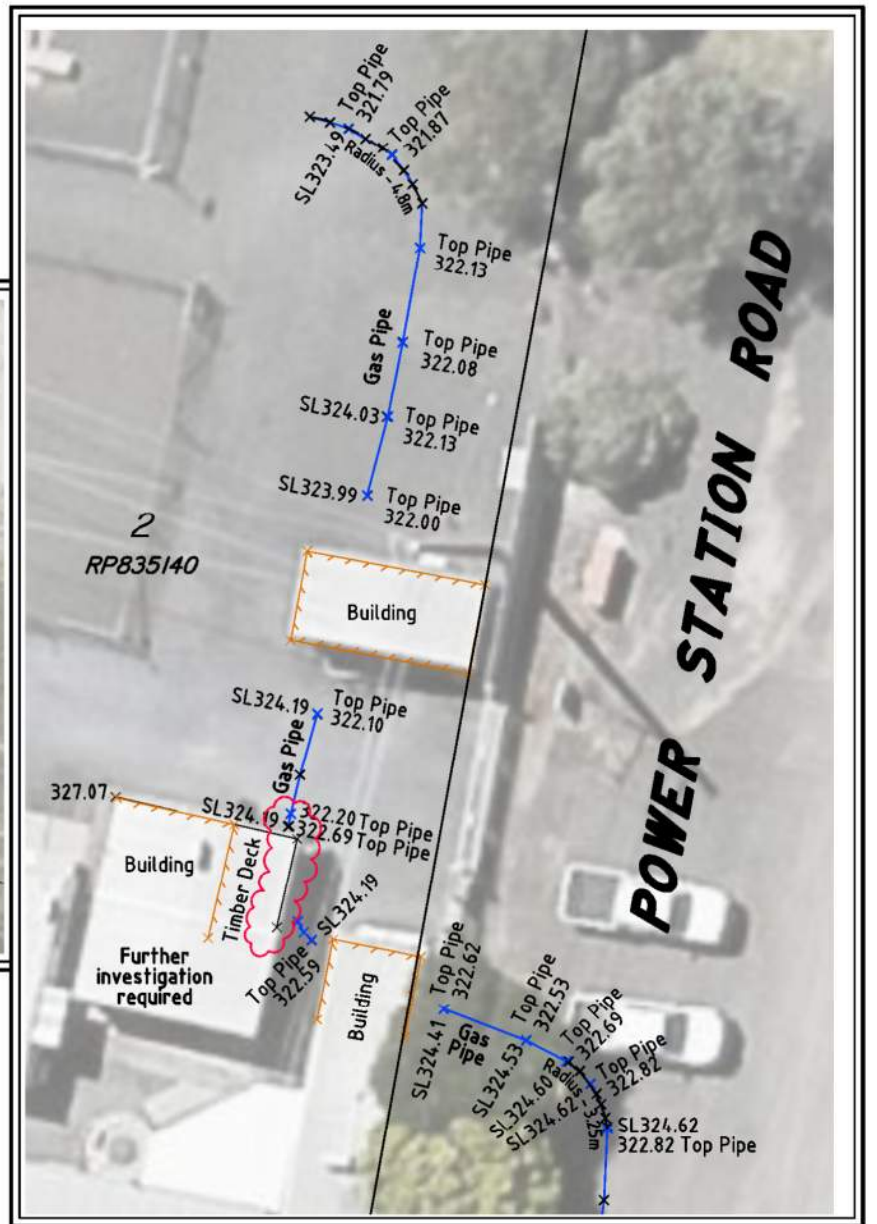 Top Pipe
321.79
SL323.49
Top Pipe
321.87
Radius - 4.8m
Top Pipe
322.13
Gas Pipe
Top Pipe
322.08
SL324.03
Top Pipe
322.13
SL323.99
Top Pipe
322.00
POWER STATION ROAD
2
RP835140
Building
SL324.19
Top Pipe
322.10
Gas Pipe
327.07
SL324.19
322.20 Top Pipe
322.69 Top Pipe
Building
Timber Deck
SL324.19
Top Pipe
322.59
Further
investigation
required
Building
Top Pipe
322.62
SL324.41
Gas
Pipe
Top Pipe
322.53
SL324.53
Top Pipe
322.69
SL324.60
Radius - 3.25m
Top Pipe
322.82
SL324.62
SL324.62
322.82 Top Pipe